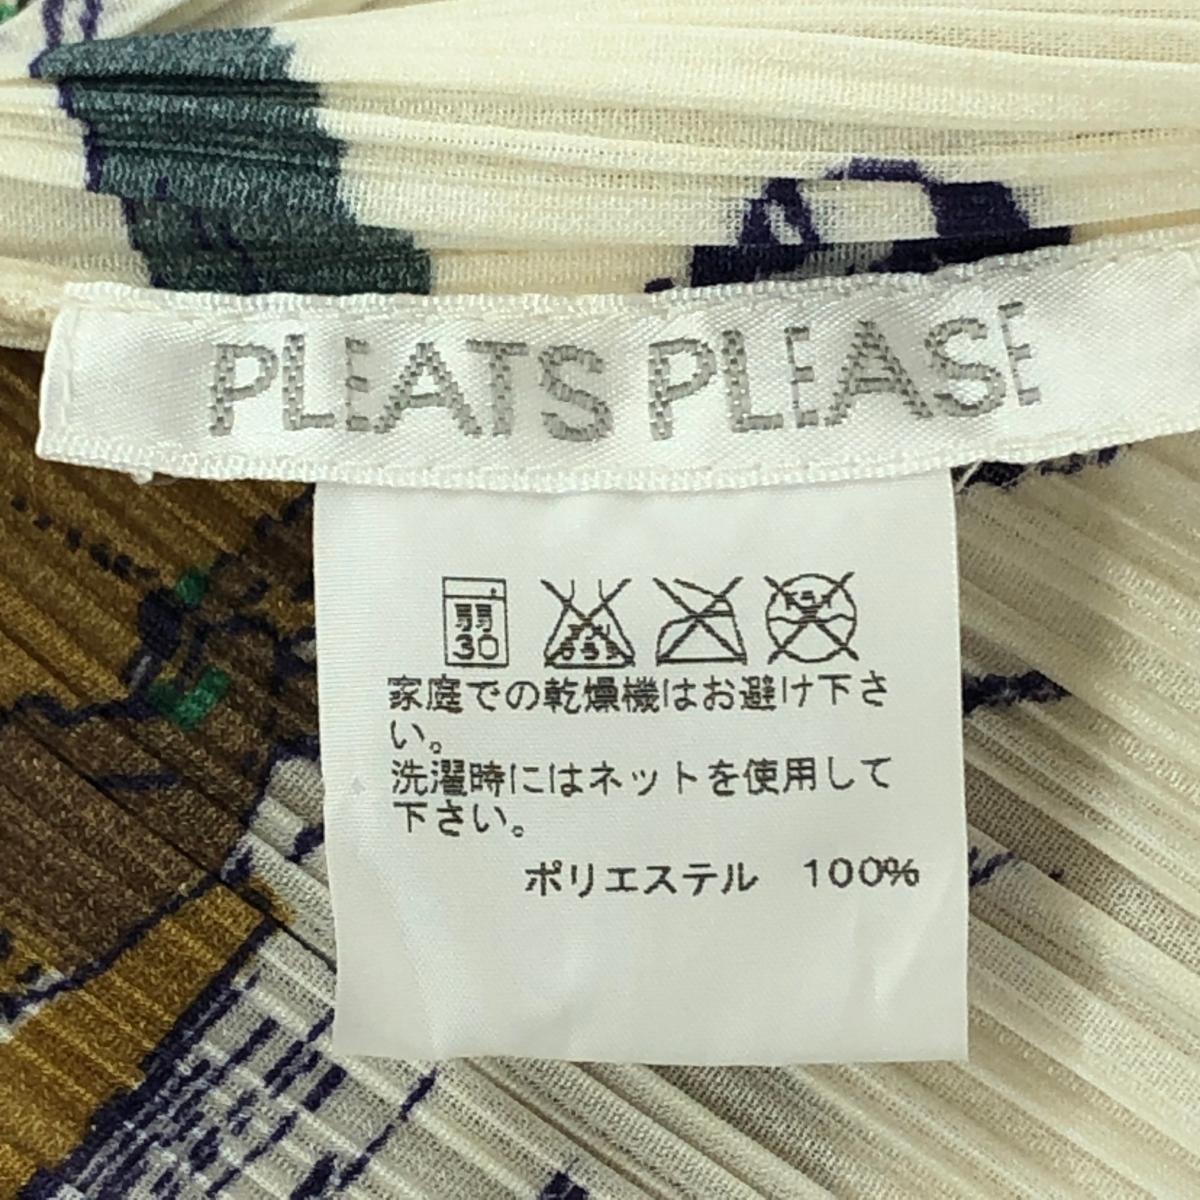 PLEATS PLEASE
弱
30
家庭での乾燥機はお避け下さ
い。
洗濯時にはネットを使用して
下さい。
ポリエステル 100%